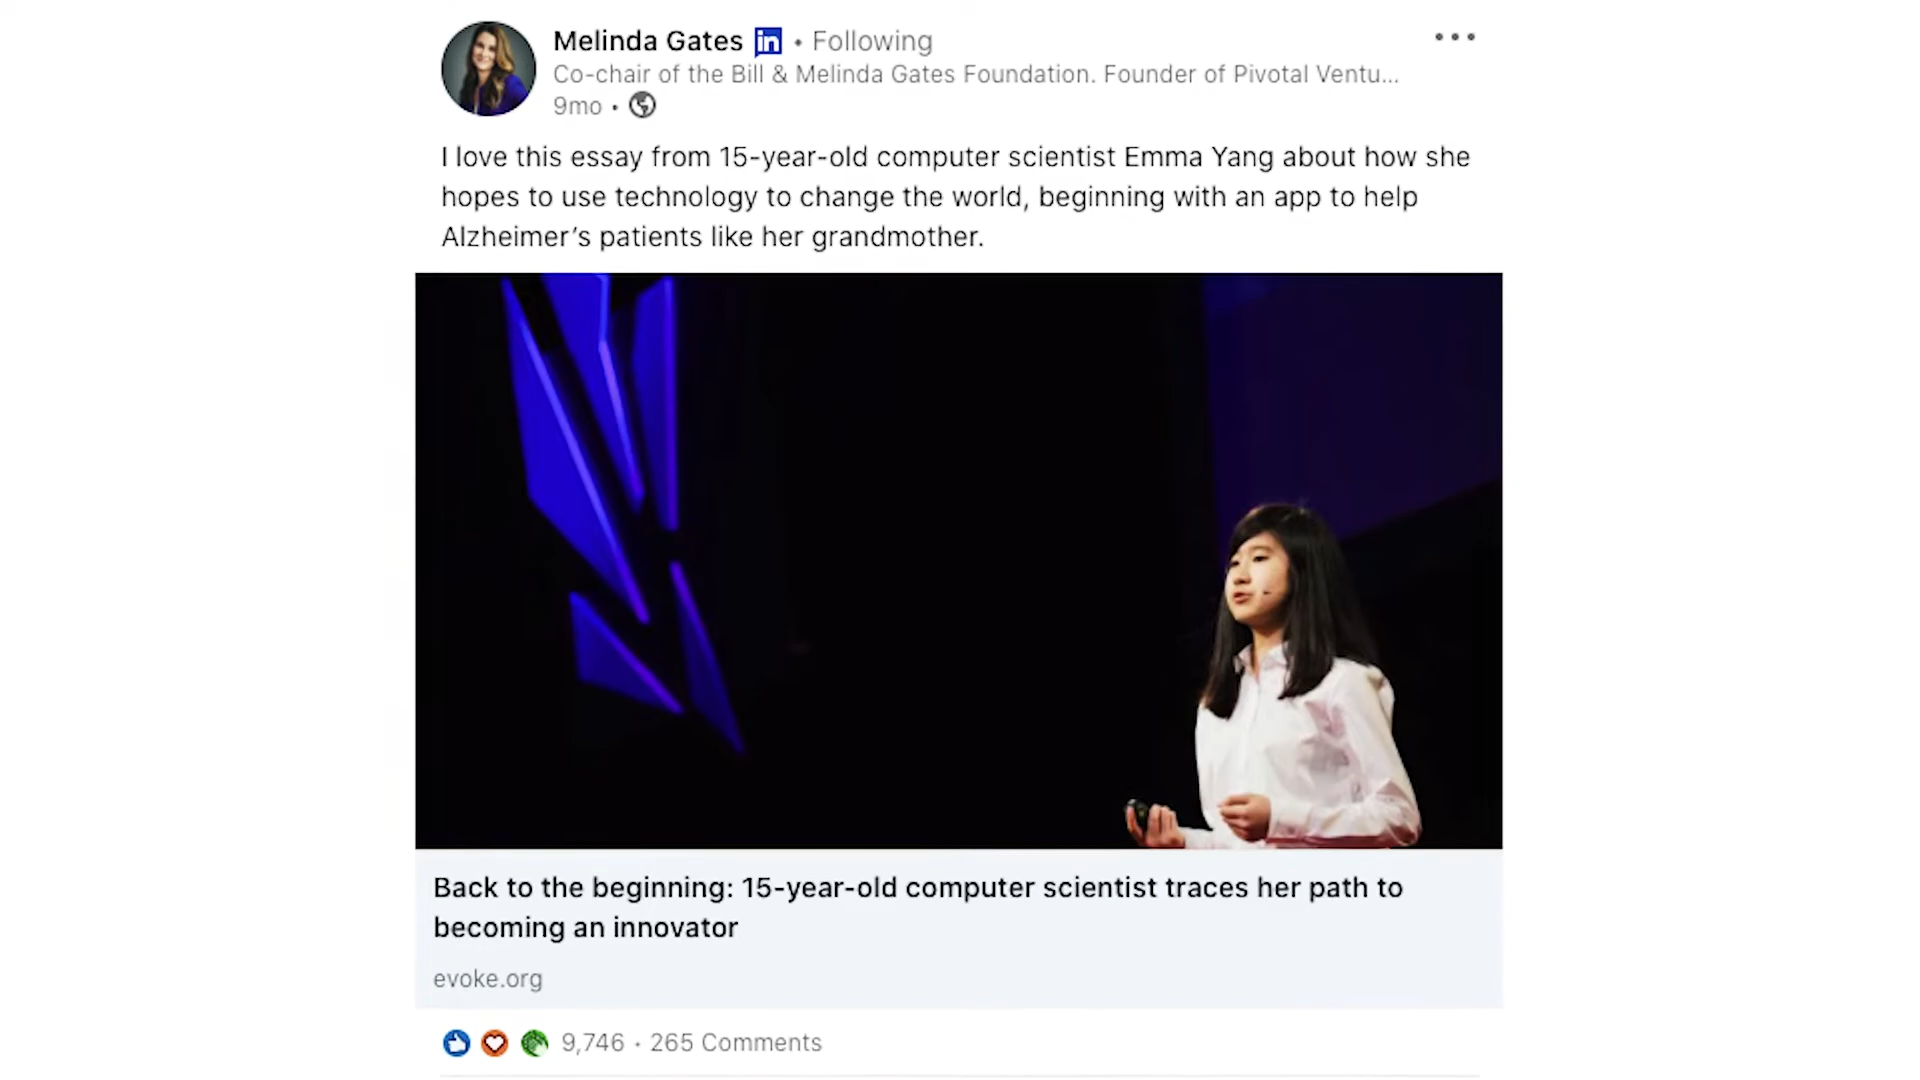 Melinda Gates in • Following
Co-chair of the Bill & Melinda Gates Foundation. Founder of Pivotal Ventu...
9mo •
I love this essay from 15-year-old computer scientist Emma Yang about how she
hopes to use technology to change the world, beginning with an app to help
Alzheimer’s patients like her grandmother.
Back to the beginning: 15-year-old computer scientist traces her path to
becoming an innovator
evoke.org
9,746 • 265 Comments